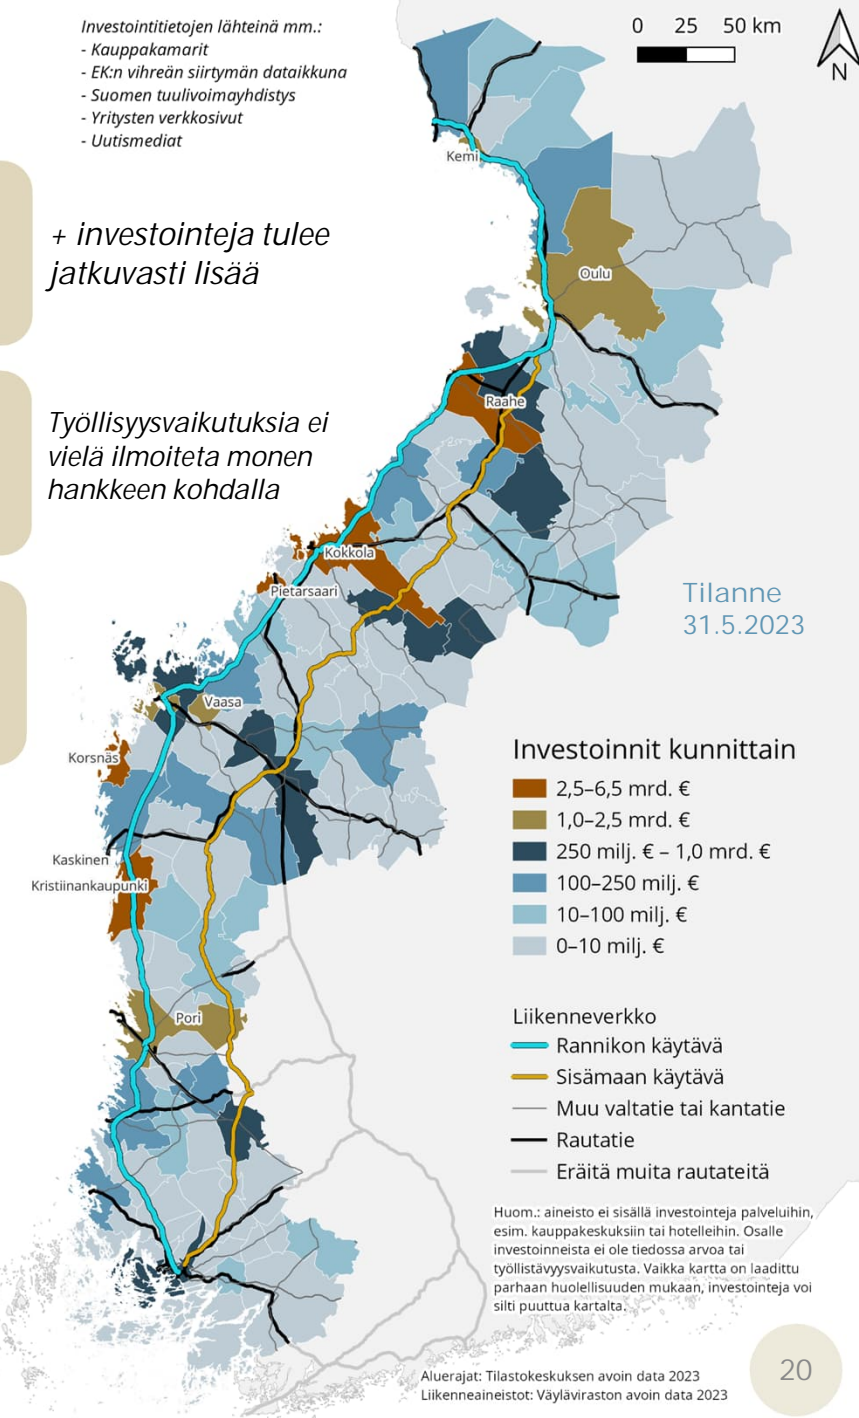 Investointitietojen lähteinä mm.:
- Kauppakamarit
- EK:n vihreän siirtymän dataikkuna
- Suomen tuulivoimayhdistys
- Yritysten verkkosivut
- Uutismediat
0 25 50 km
N
+ investointeja tulee
jatkuvasti lisää
Työllisyysvaikutuksia ei
vielä ilmoiteta monen
hankkeen kohdalla
Kemi
Oulu
Raahe
Kokkola
Pietarsaari
Vaasa
Korsnäs
Kaskinen
Kristiinankaupunki
Pori
Tilanne
31.5.2023
Investoinnit kunnittain
2,5–6,5 mrd. €
1,0–2,5 mrd. €
250 milj. € – 1,0 mrd. €
100–250 milj. €
10–100 milj. €
0–10 milj. €
Liikenneverkko
Rannikon käytävä
Sisämaan käytävä
Muu valtatie tai kantatie
Rautatie
Eräitä muita rautateitä
Huom.: aineisto ei sisällä investointeja palveluihin,
esim. kauppakeskuksiin tai hotelleihin. Osalle
investoinneista ei ole tiedossa arvoa tai
työllistävyysvaikutusta. Vaikka kartta on laadittu
parhaan huolellisuuden mukaan, investointeja voi
silti puuttua kartalta.
Aluerajat: Tilastokeskuksen avoin data 2023
Liikenneaineistot: Väyläviraston avoin data 2023
20